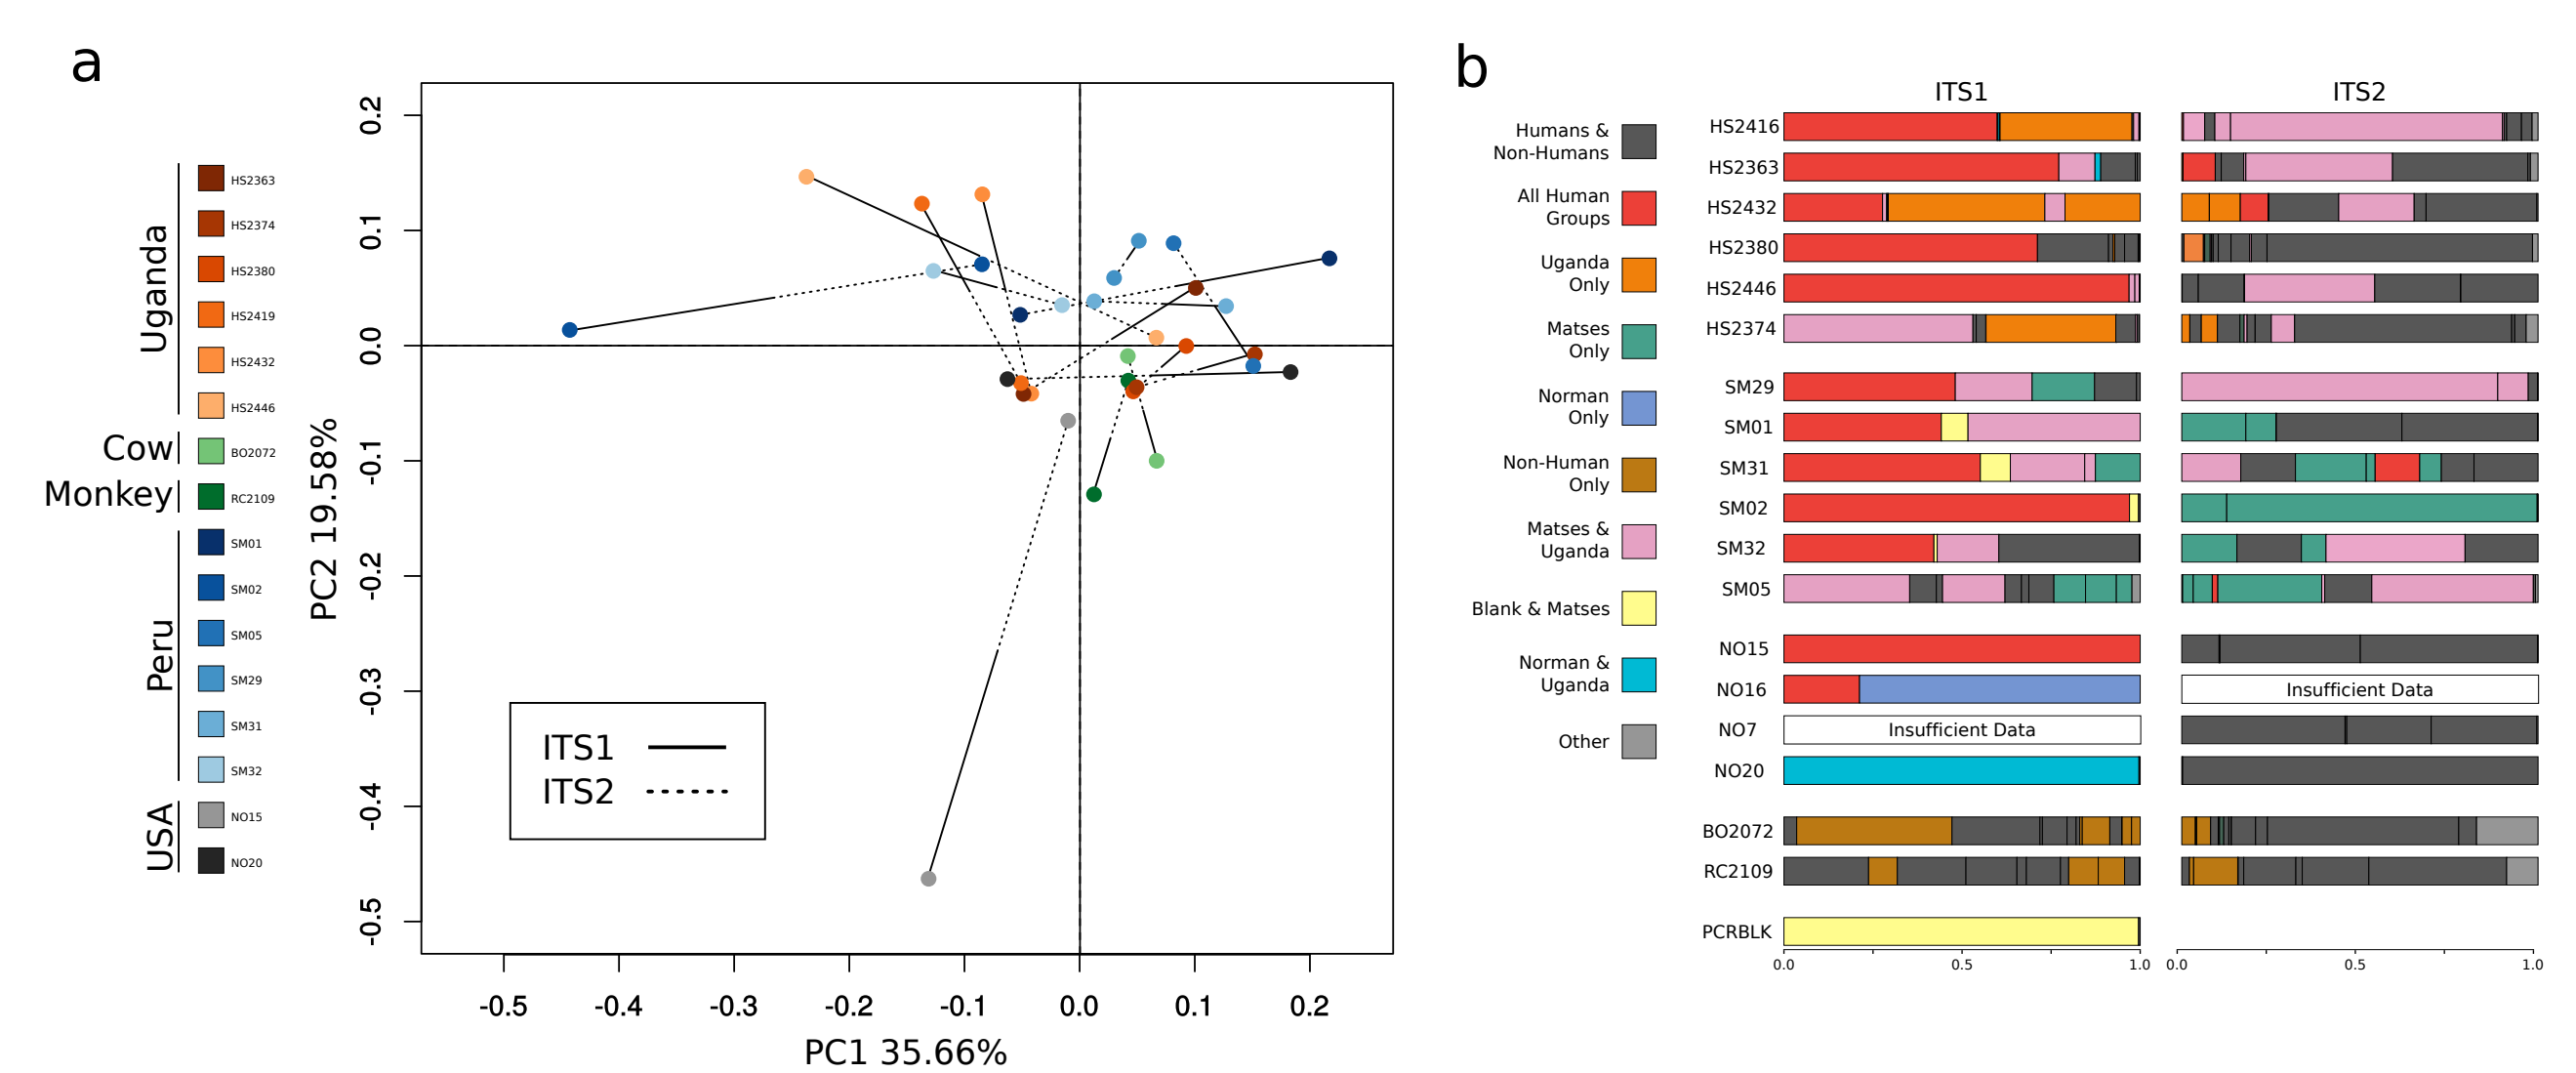 a
Uganda
HS2363
HS2374
HS2380
HS2419
HS2432
HS2446
Cow
BO2072
Monkey
RC2109
Peru
SM01
SM02
SM05
SM29
SM31
SM32
USA
NO15
NO20
PC2 19.58%
0.2
0.1
0.0
-0.1
-0.2
-0.3
-0.4
-0.5
ITS1
ITS2
-0.5 -0.4 -0.3 -0.2 -0.1 0.0 0.1 0.2
PC1 35.66%
b
Humans &
Non-Humans
All Human
Groups
Uganda
Only
Matses
Only
Norman
Only
Non-Human
Only
Matses &
Uganda
Blank & Matses
Norman &
Uganda
Other
ITS1 ITS2
HS2416
HS2363
HS2432
HS2380
HS2446
HS2374
SM29
SM01
SM31
SM02
SM32
SM05
NO15
NO16 Insufficient Data
NO7 Insufficient Data
NO20
BO2072
RC2109
PCRBLK
0.0 0.5 1.0 0.0 0.5 1.0